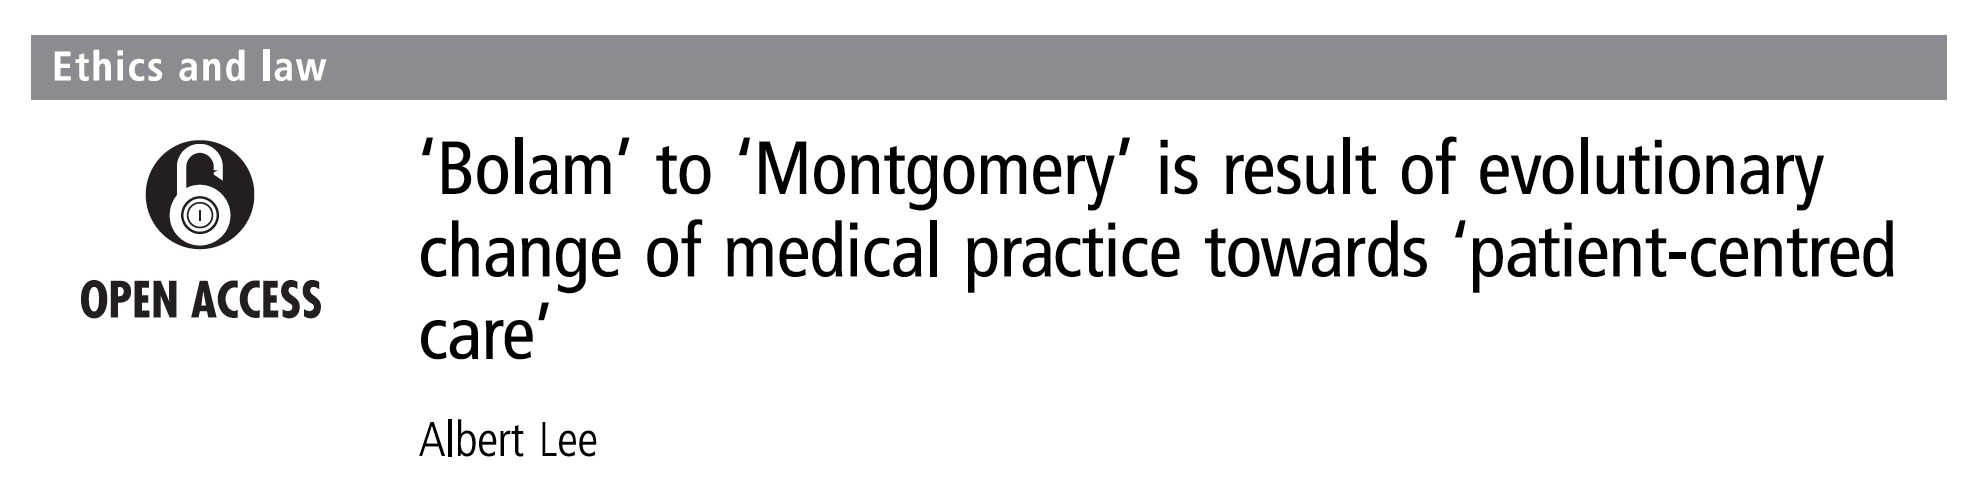 Ethics and law
OPEN ACCESS
‘Bolam’ to ‘Montgomery’ is result of evolutionary
change of medical practice towards ‘patient-centred
care’
Albert Lee